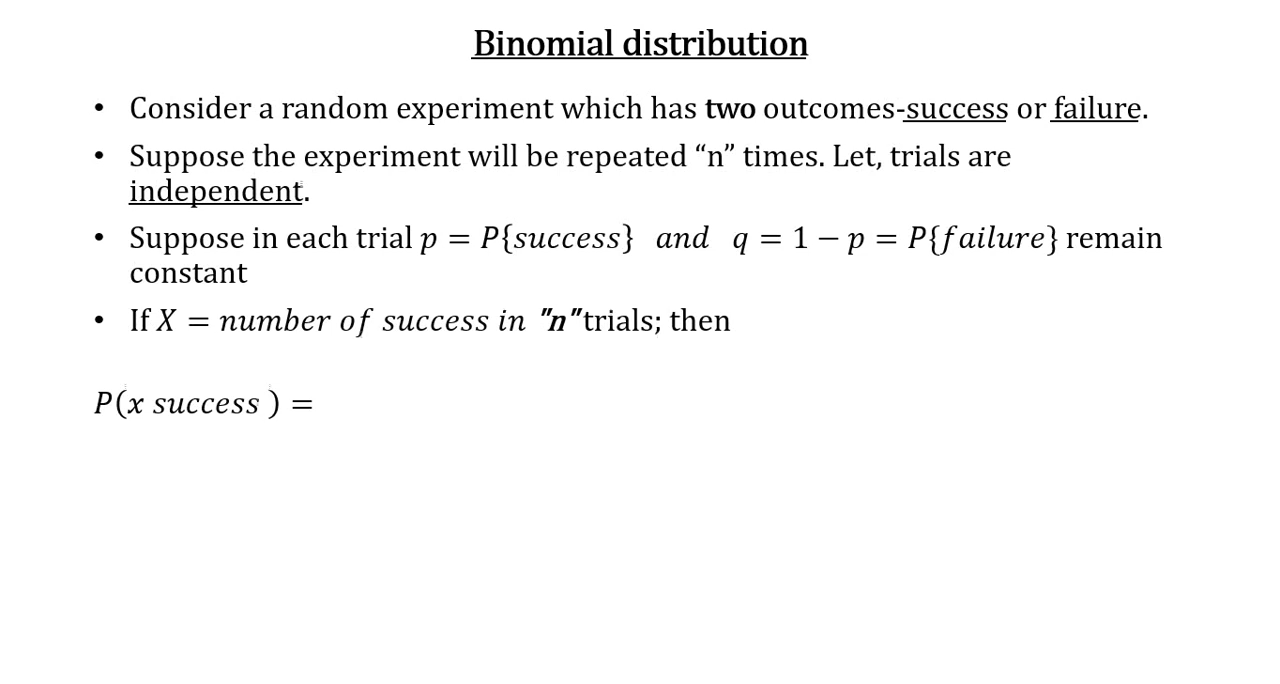 Binomial distribution
• Consider a random experiment which has two outcomes-success or failure.
• Suppose the experiment will be repeated “n” times. Let, trials are
independent.
• Suppose in each trial p = P{success} and q = 1 − p = P{failure} remain
constant
• If X = number of success in "n" trials; then
P(x success ) =